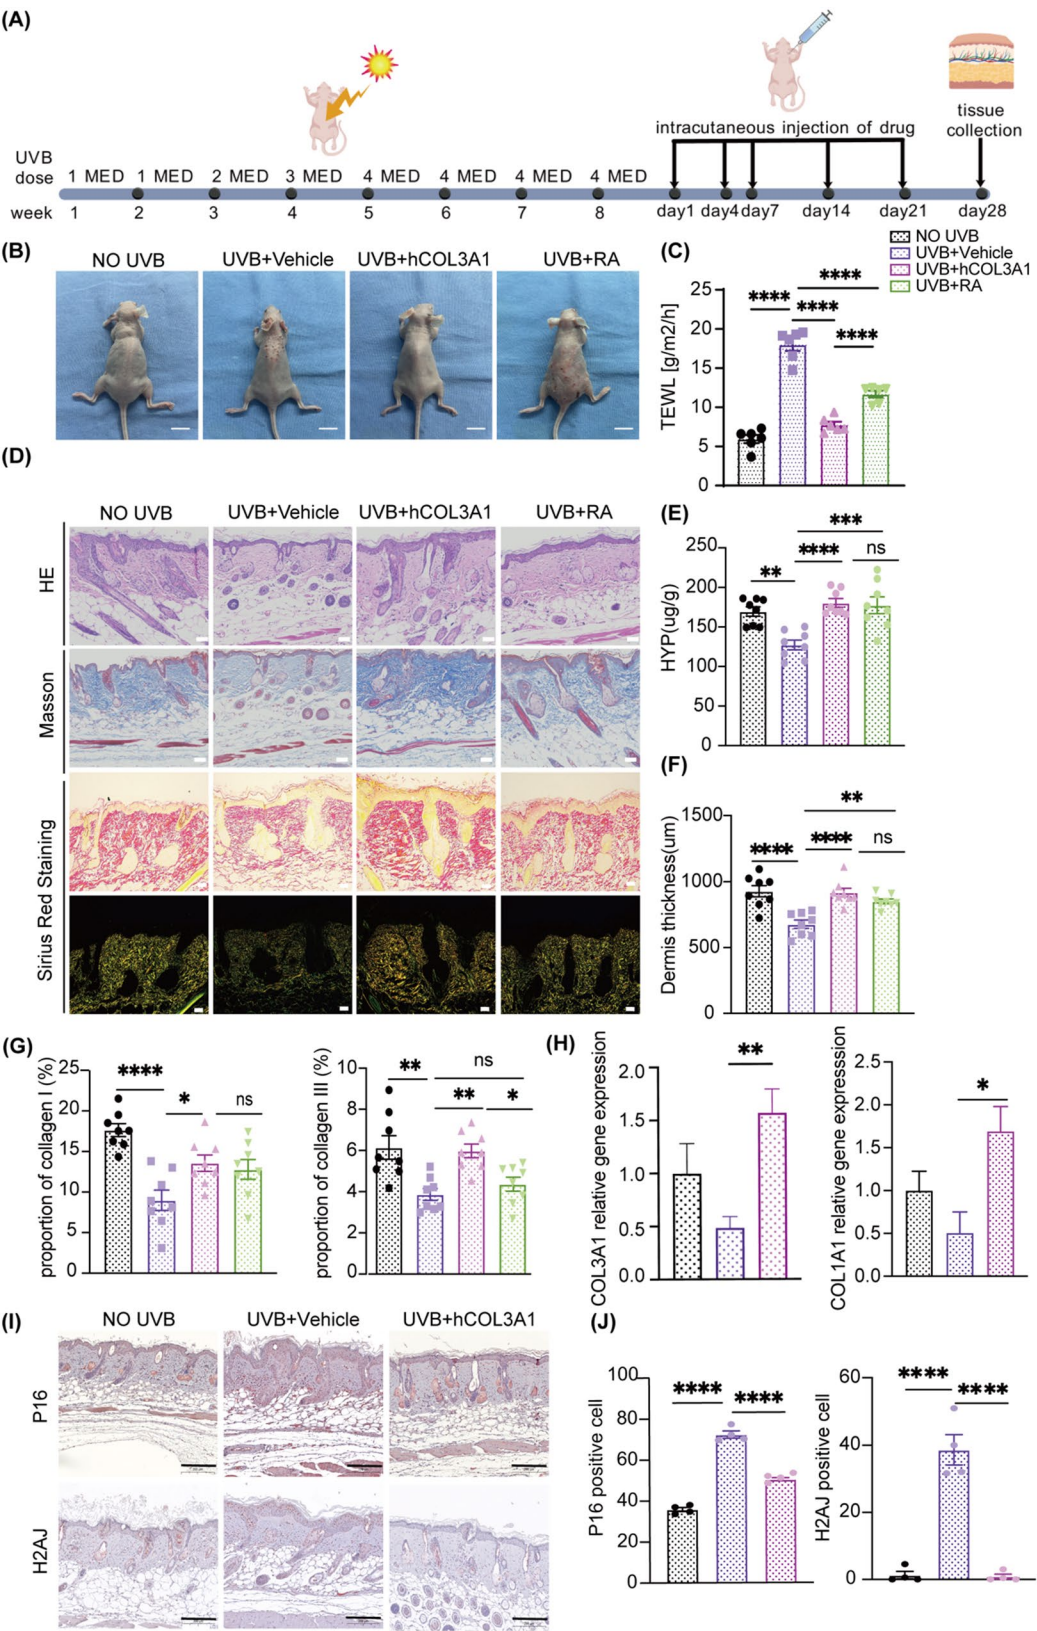 (A)
intracutaneous injection of drug
tissue
collection
UVB
dose
1 MED 1 MED 2 MED 3 MED 4 MED 4 MED 4 MED 4 MED
week 1 2 3 4 5 6 7 8 day1 day4 day7 day14 day21 day28
(B)
NO UVB UVB+Vehicle UVB+hCOL3A1 UVB+RA
(C)
NO UVB
UVB+Vehicle
UVB+hCOL3A1
UVB+RA
TEWL [g/m2/h]
25
20
15
10
5
0
**** **** **** ****
(D)
NO UVB UVB+Vehicle UVB+hCOL3A1 UVB+RA
HE
Masson
Sirius Red Staining
(E)
HYP(ug/g)
250
200
150
100
50
0
** **** *** ns
(F)
Dermis thickness(um)
1500
1000
500
0
**** **** ** ns
(G)
proportion of collagen I (%)
25
20
15
10
5
0
**** * ns
proportion of collagen III (%)
10
8
6
4
2
0
** ns ** *
(H)
COL3A1 relative gene expression
2.0
1.5
1.0
0.5
0.0
**
COL1A1 relative gene expresssion
2.5
2.0
1.5
1.0
0.5
0.0
*
(I)
NO UVB UVB+Vehicle UVB+hCOL3A1
P16
H2AJ
(J)
P16 positive cell
100
80
60
40
20
0
**** ****
H2AJ positive cell
60
40
20
0
**** ****